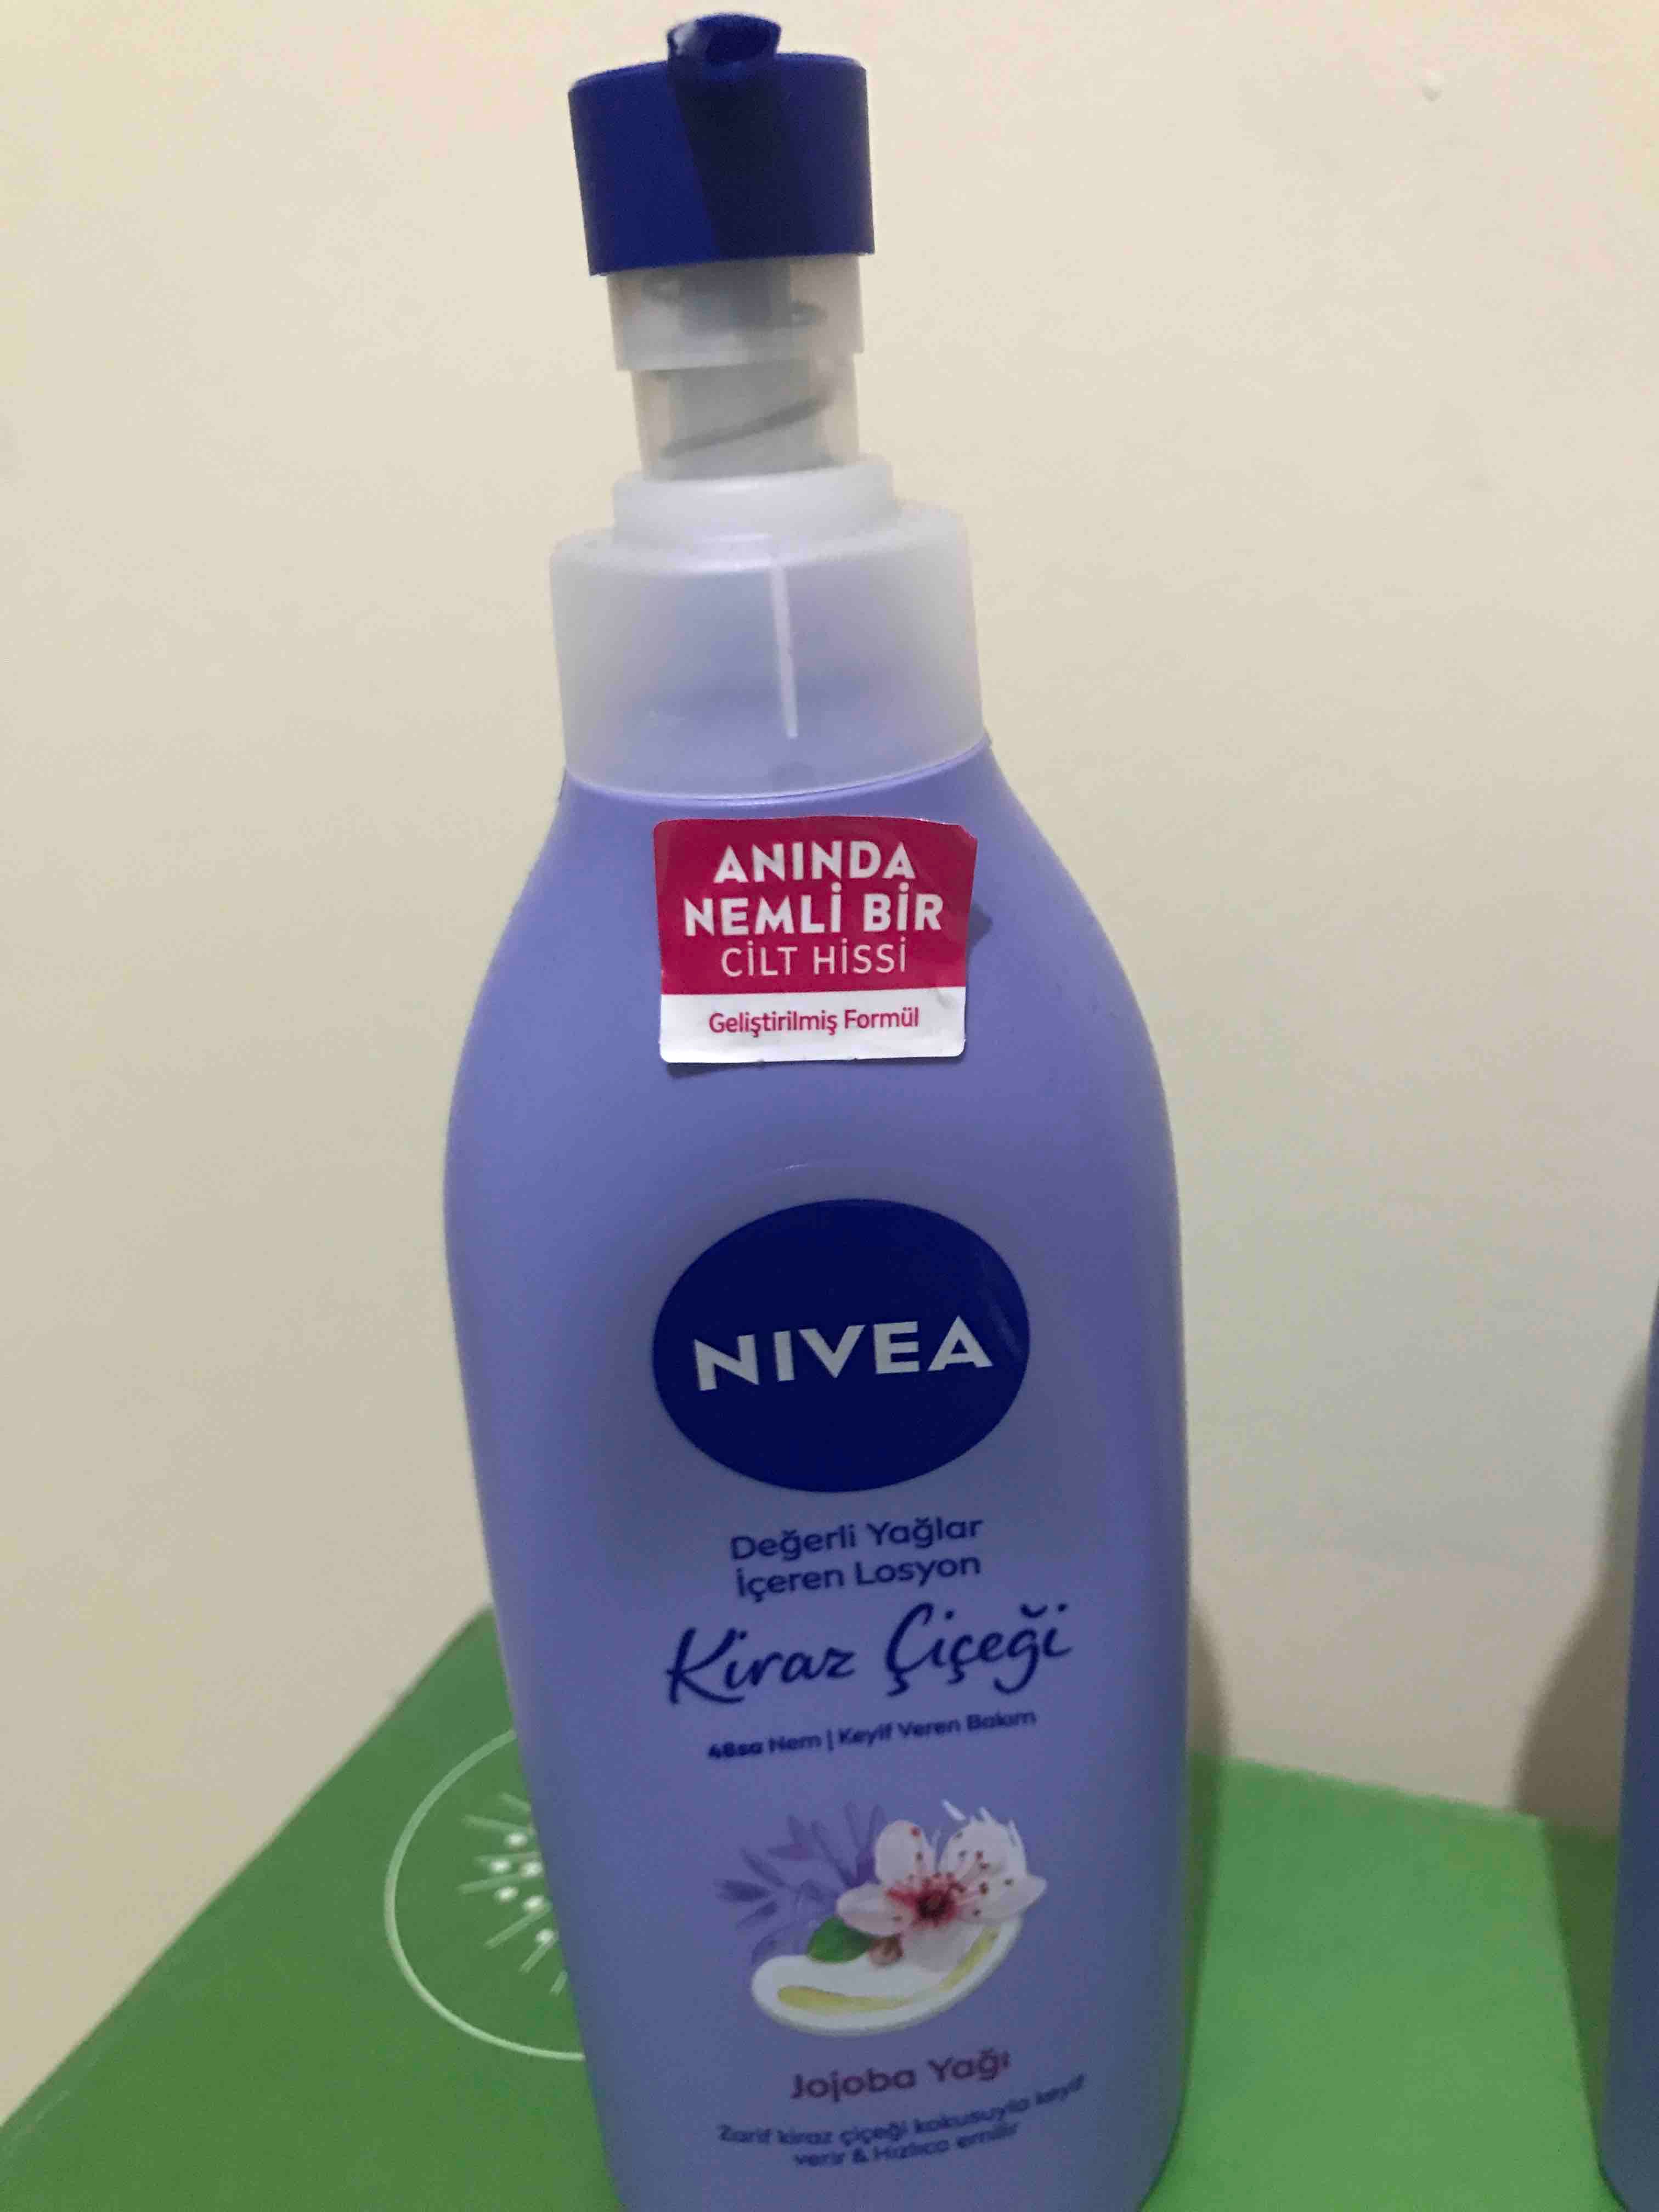 ANINDA
NEMLİ BİR
CİLT HİSSİ
Geliştirilmiş Formül
NIVEA
Değerli Yağlar
İçeren Losyon
Kiraz Çiçeği
48sa Nem | Keyif Veren Bakım
Jojoba Yağı
Zarif kiraz çiçeği kokusuyla keyif
verir & Hızlıca emilir